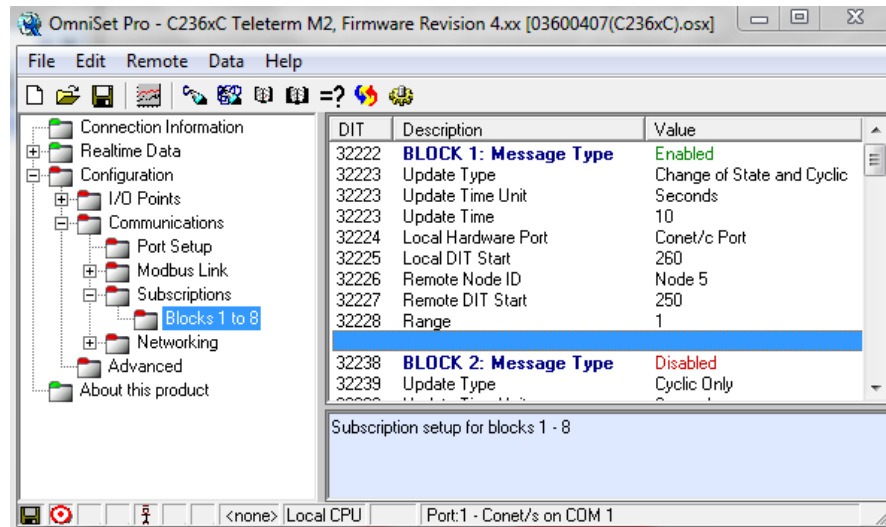 OmniSet Pro - C236xC Teleterm M2, Firmware Revision 4.xx [03600407(C236xC).osx]
File Edit Remote Data Help
=?
Connection Information
Realtime Data
Configuration
I/O Points
Communications
Port Setup
Modbus Link
Subscriptions
Blocks 1 to 8
Networking
Advanced
About this product
DIT Description Value
32222 BLOCK 1: Message Type Enabled
32223 Update Type Change of State and Cyclic
32223 Update Time Unit Seconds
32223 Update Time 10
32224 Local Hardware Port Conet/c Port
32225 Local DIT Start 260
32226 Remote Node ID Node 5
32227 Remote DIT Start 250
32228 Range 1
32238 BLOCK 2: Message Type Disabled
32239 Update Type Cyclic Only
Subscription setup for blocks 1 - 8
<none> Local CPU Port:1 - Conet/s on COM 1